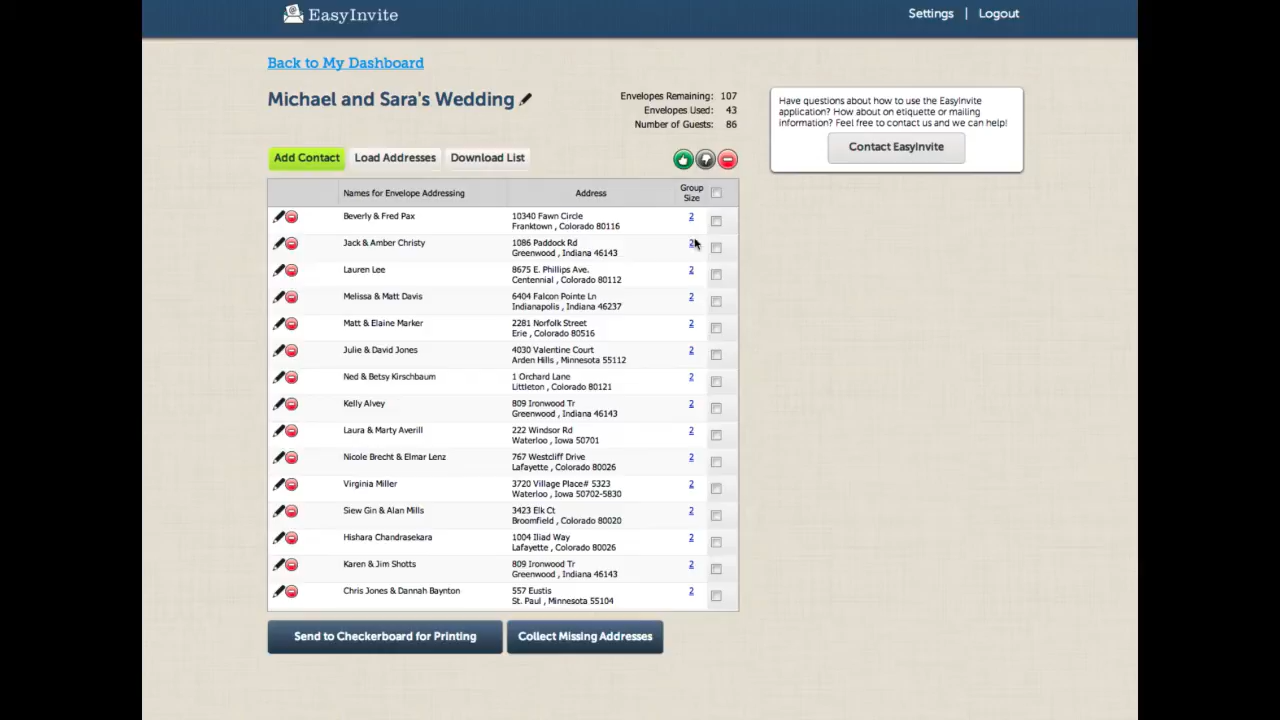 EasyInvite
Settings | Logout
Back to My Dashboard
Michael and Sara's Wedding
Envelopes Remaining: 107
Envelopes Used: 43
Number of Guests: 86
Have questions about how to use the EasyInvite
application? How about on etiquette or mailing
information? Feel free to contact us and we can help!
Contact EasyInvite
Add Contact Load Addresses Download List
Names for Envelope Addressing Address Group Size
Beverly & Fred Pax 10340 Fawn Circle 2
Franktown , Colorado 80116
Jack & Amber Christy 1086 Paddock Rd 2
Greenwood , Indiana 46143
Lauren Lee 8675 E. Phillips Ave. 2
Centennial , Colorado 80112
Melissa & Matt Davis 6404 Falcon Pointe Ln 2
Indianapolis , Indiana 46237
Matt & Elaine Marker 2281 Norfolk Street 2
Erie , Colorado 80516
Julie & David Jones 4030 Valentine Court 2
Arden Hills , Minnesota 55112
Ned & Betsy Kirschbaum 1 Orchard Lane 2
Littleton , Colorado 80121
Kelly Alvey 809 Ironwood Tr 2
Greenwood , Indiana 46143
Laura & Marty Averill 222 Windsor Rd 2
Waterloo , Iowa 50701
Nicole Brecht & Elmar Lenz 767 Westcliff Drive 2
Lafayette , Colorado 80026
Virginia Miller 3720 Village Place# 5323 2
Waterloo , Iowa 50702-5830
Siew Gin & Alan Mills 3423 Elk Ct 2
Broomfield , Colorado 80020
Hishara Chandrasekara 1004 Iliad Way 2
Lafayette , Colorado 80026
Karen & Jim Shotts 809 Ironwood Tr 2
Greenwood , Indiana 46143
Chris Jones & Dannah Baynton 557 Eustis 2
St. Paul , Minnesota 55104
Send to Checkerboard for Printing Collect Missing Addresses